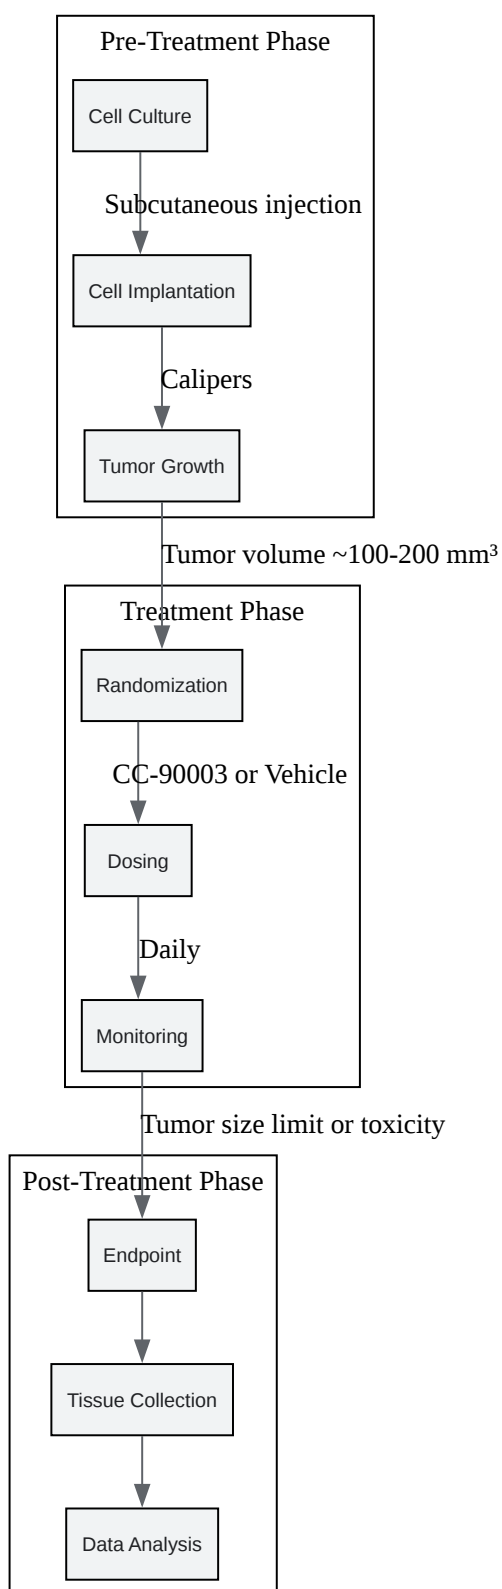 Pre-Treatment Phase
Cell Culture
Subcutaneous injection
Cell Implantation
Calipers
Tumor Growth
Tumor volume ~100-200 mm³
Treatment Phase
Randomization
CC-90003 or Vehicle
Dosing
Daily
Monitoring
Tumor size limit or toxicity
Post-Treatment Phase
Endpoint
Tissue Collection
Data Analysis